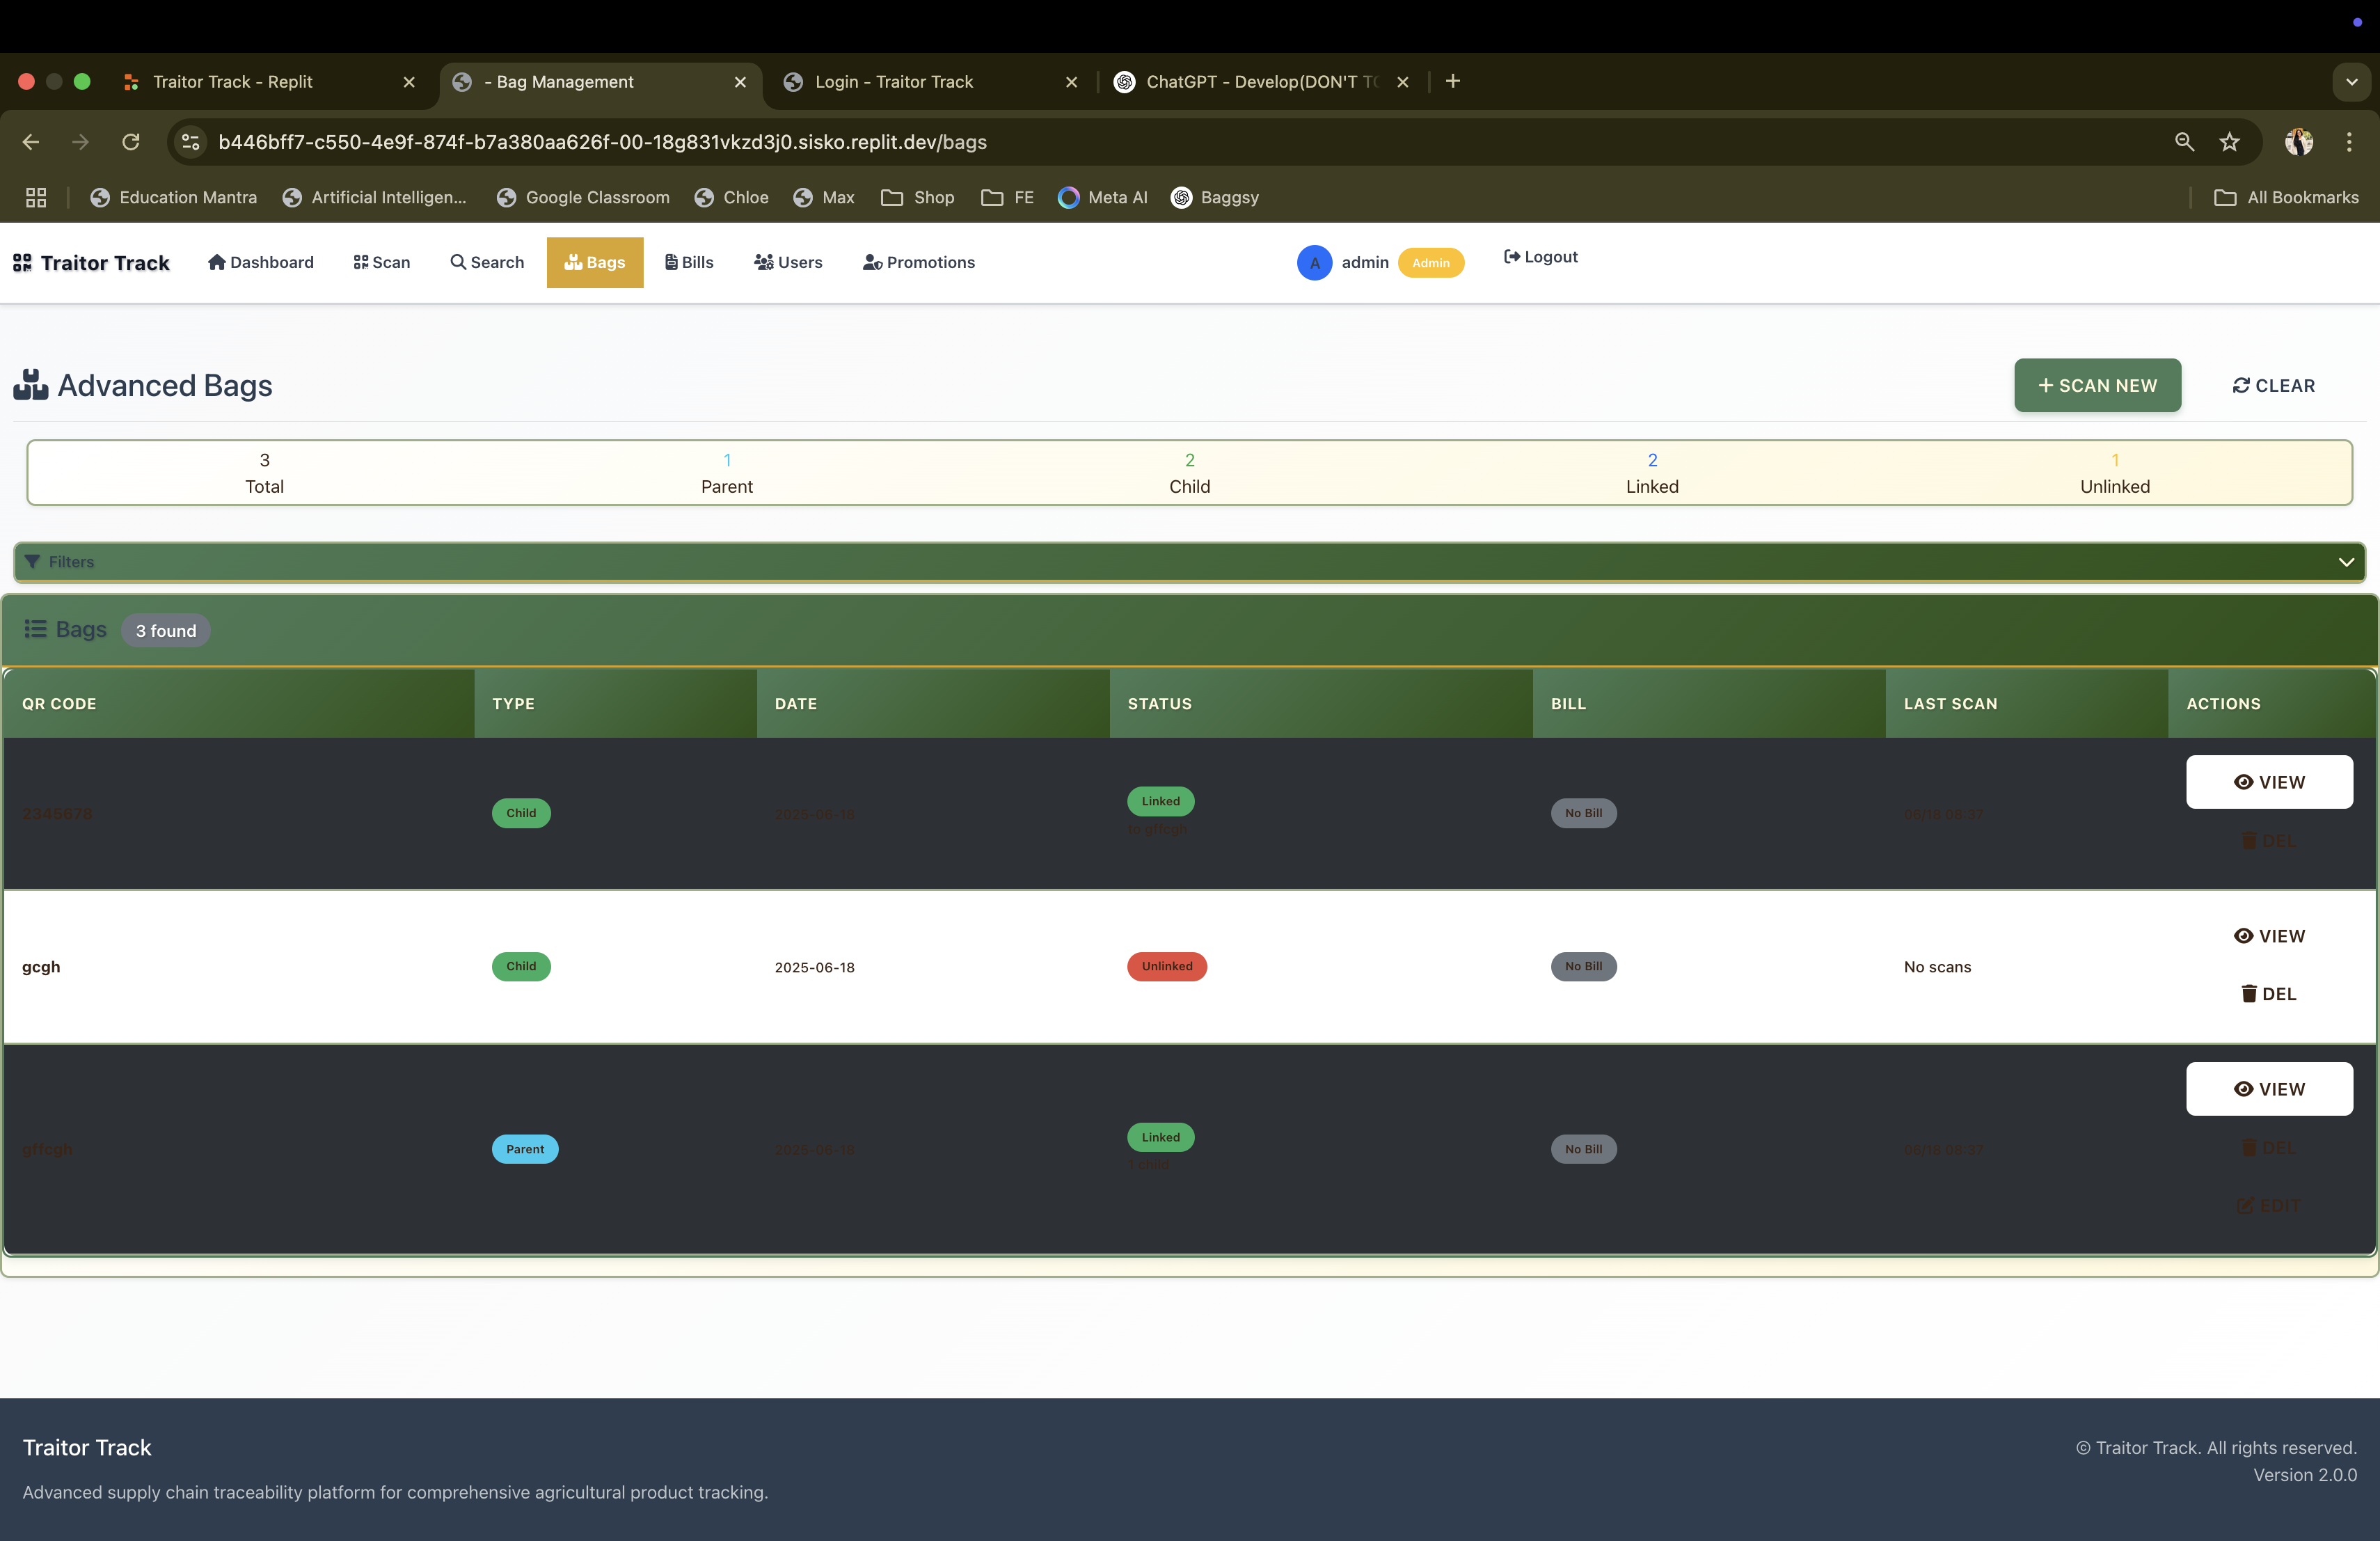 Traitor Track - Replit
- Bag Management
Login - Traitor Track
ChatGPT - Develop(DON'T TO
b446bff7-c550-4e9f-874f-b7a380aa626f-00-18g831vkzd3j0.sisko.replit.dev/bags
Education Mantra
Artificial Intelligen...
Google Classroom
Chloe
Max
Shop
FE
Meta AI
Baggsy
All Bookmarks
Traitor Track
Dashboard
Scan
Search
Bags
Bills
Users
Promotions
A
admin
Admin
Logout
Advanced Bags
+ SCAN NEW
CLEAR
3
Total
1
Parent
2
Child
2
Linked
1
Unlinked
Filters
Bags
3 found
QR CODE
TYPE
DATE
STATUS
BILL
LAST SCAN
ACTIONS
2345678
Child
2025-06-18
Linked
to gffcgh
No Bill
06/18 08:37
VIEW
DEL
gcgh
Child
2025-06-18
Unlinked
No Bill
No scans
VIEW
DEL
gffcgh
Parent
2025-06-18
Linked
1 child
No Bill
06/18 08:37
VIEW
DEL
EDIT
Traitor Track
Advanced supply chain traceability platform for comprehensive agricultural product tracking.
© Traitor Track. All rights reserved.
Version 2.0.0